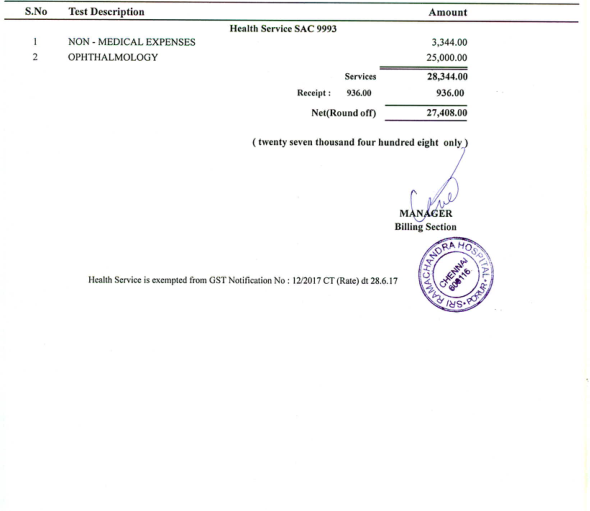 S.No Test Description Amount
Health Service SAC 9993
1 NON - MEDICAL EXPENSES 3,344.00
2 OPHTHALMOLOGY 25,000.00
Services 28,344.00
Receipt : 936.00 936.00
Net(Round off) 27,408.00
( twenty seven thousand four hundred eight only )
MANAGER
Billing Section
SRI RAMACHANDRA HOSPITAL • PORUR •
CHENNAI
600116
Health Service is exempted from GST Notification No : 12/2017 CT (Rate) dt 28.6.17